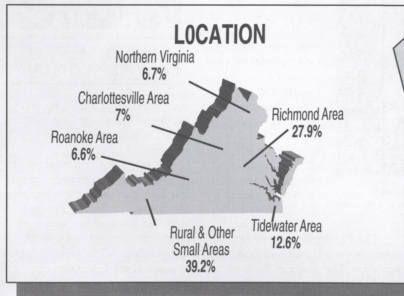 LOCATION
Northern Virginia
6.7%
Charlottesville Area
7%
Roanoke Area
6.6%
Richmond Area
27.9%
Tidewater Area
12.6%
Rural & Other
Small Areas
39.2%